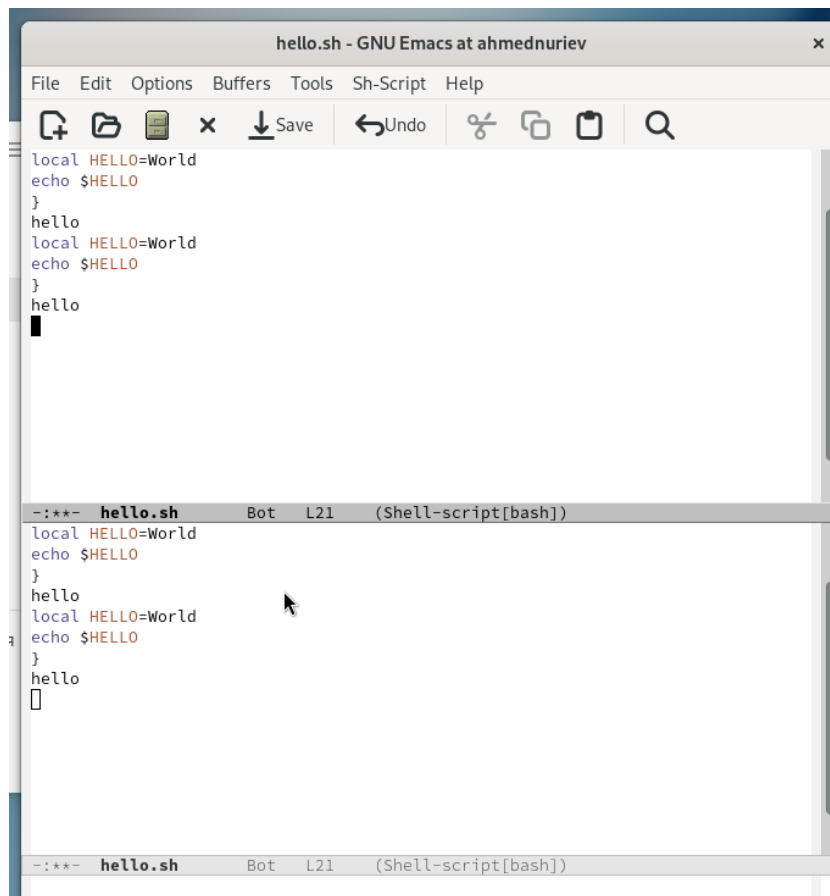 hello.sh - GNU Emacs at ahmednuriev
File Edit Options Buffers Tools Sh-Script Help
Save Undo
local HELLO=World
echo $HELLO
}
hello
local HELLO=World
echo $HELLO
}
hello
-:**- hello.sh Bot L21 (Shell-script[bash])
local HELLO=World
echo $HELLO
}
hello
local HELLO=World
echo $HELLO
}
hello
я
-:**- hello.sh Bot L21 (Shell-script[bash])